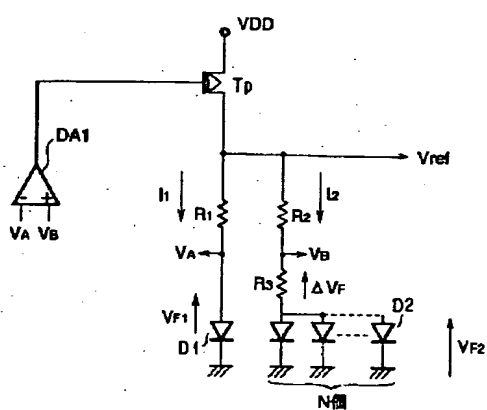 VDD
Tp
DA1
- +
VA VB
Vref
I1
R1
R2
I2
VA
VB
R3
ΔVF
VF1
D1
D2
VF2
N個